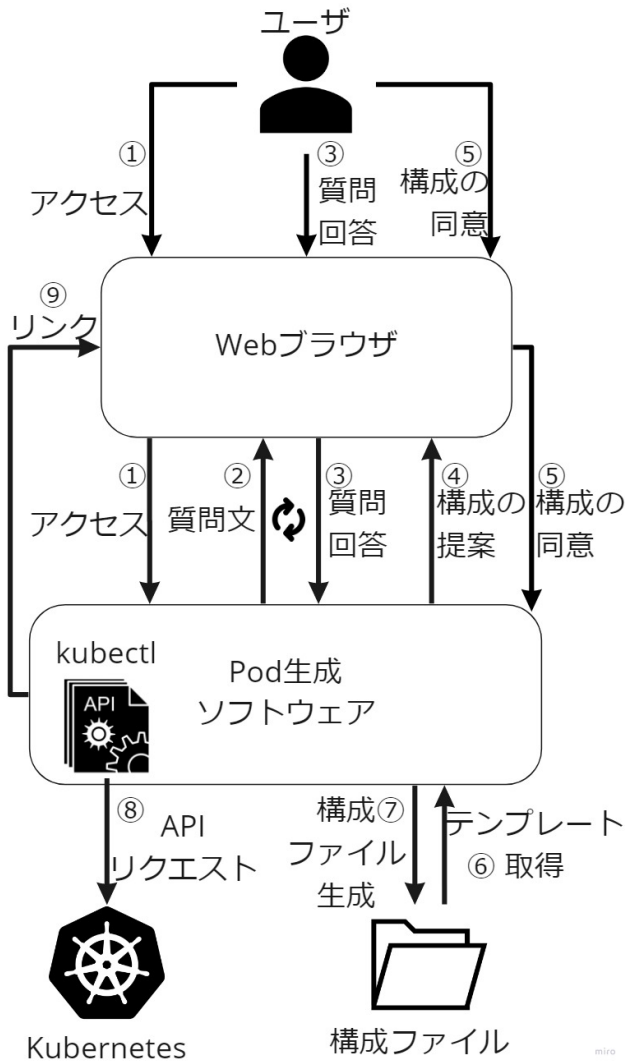 ユーザ
①
アクセス
③
質問
回答
⑤
構成の
同意
⑨
リンク
Webブラウザ
①
アクセス
②
質問文
③
質問
回答
④
構成の
提案
⑤
構成の
同意
kubectl
API
Pod生成
ソフトウェア
⑧
API
リクエスト
構成⑦
ファイル
生成
テンプレート
⑥ 取得
Kubernetes
構成ファイル
miro